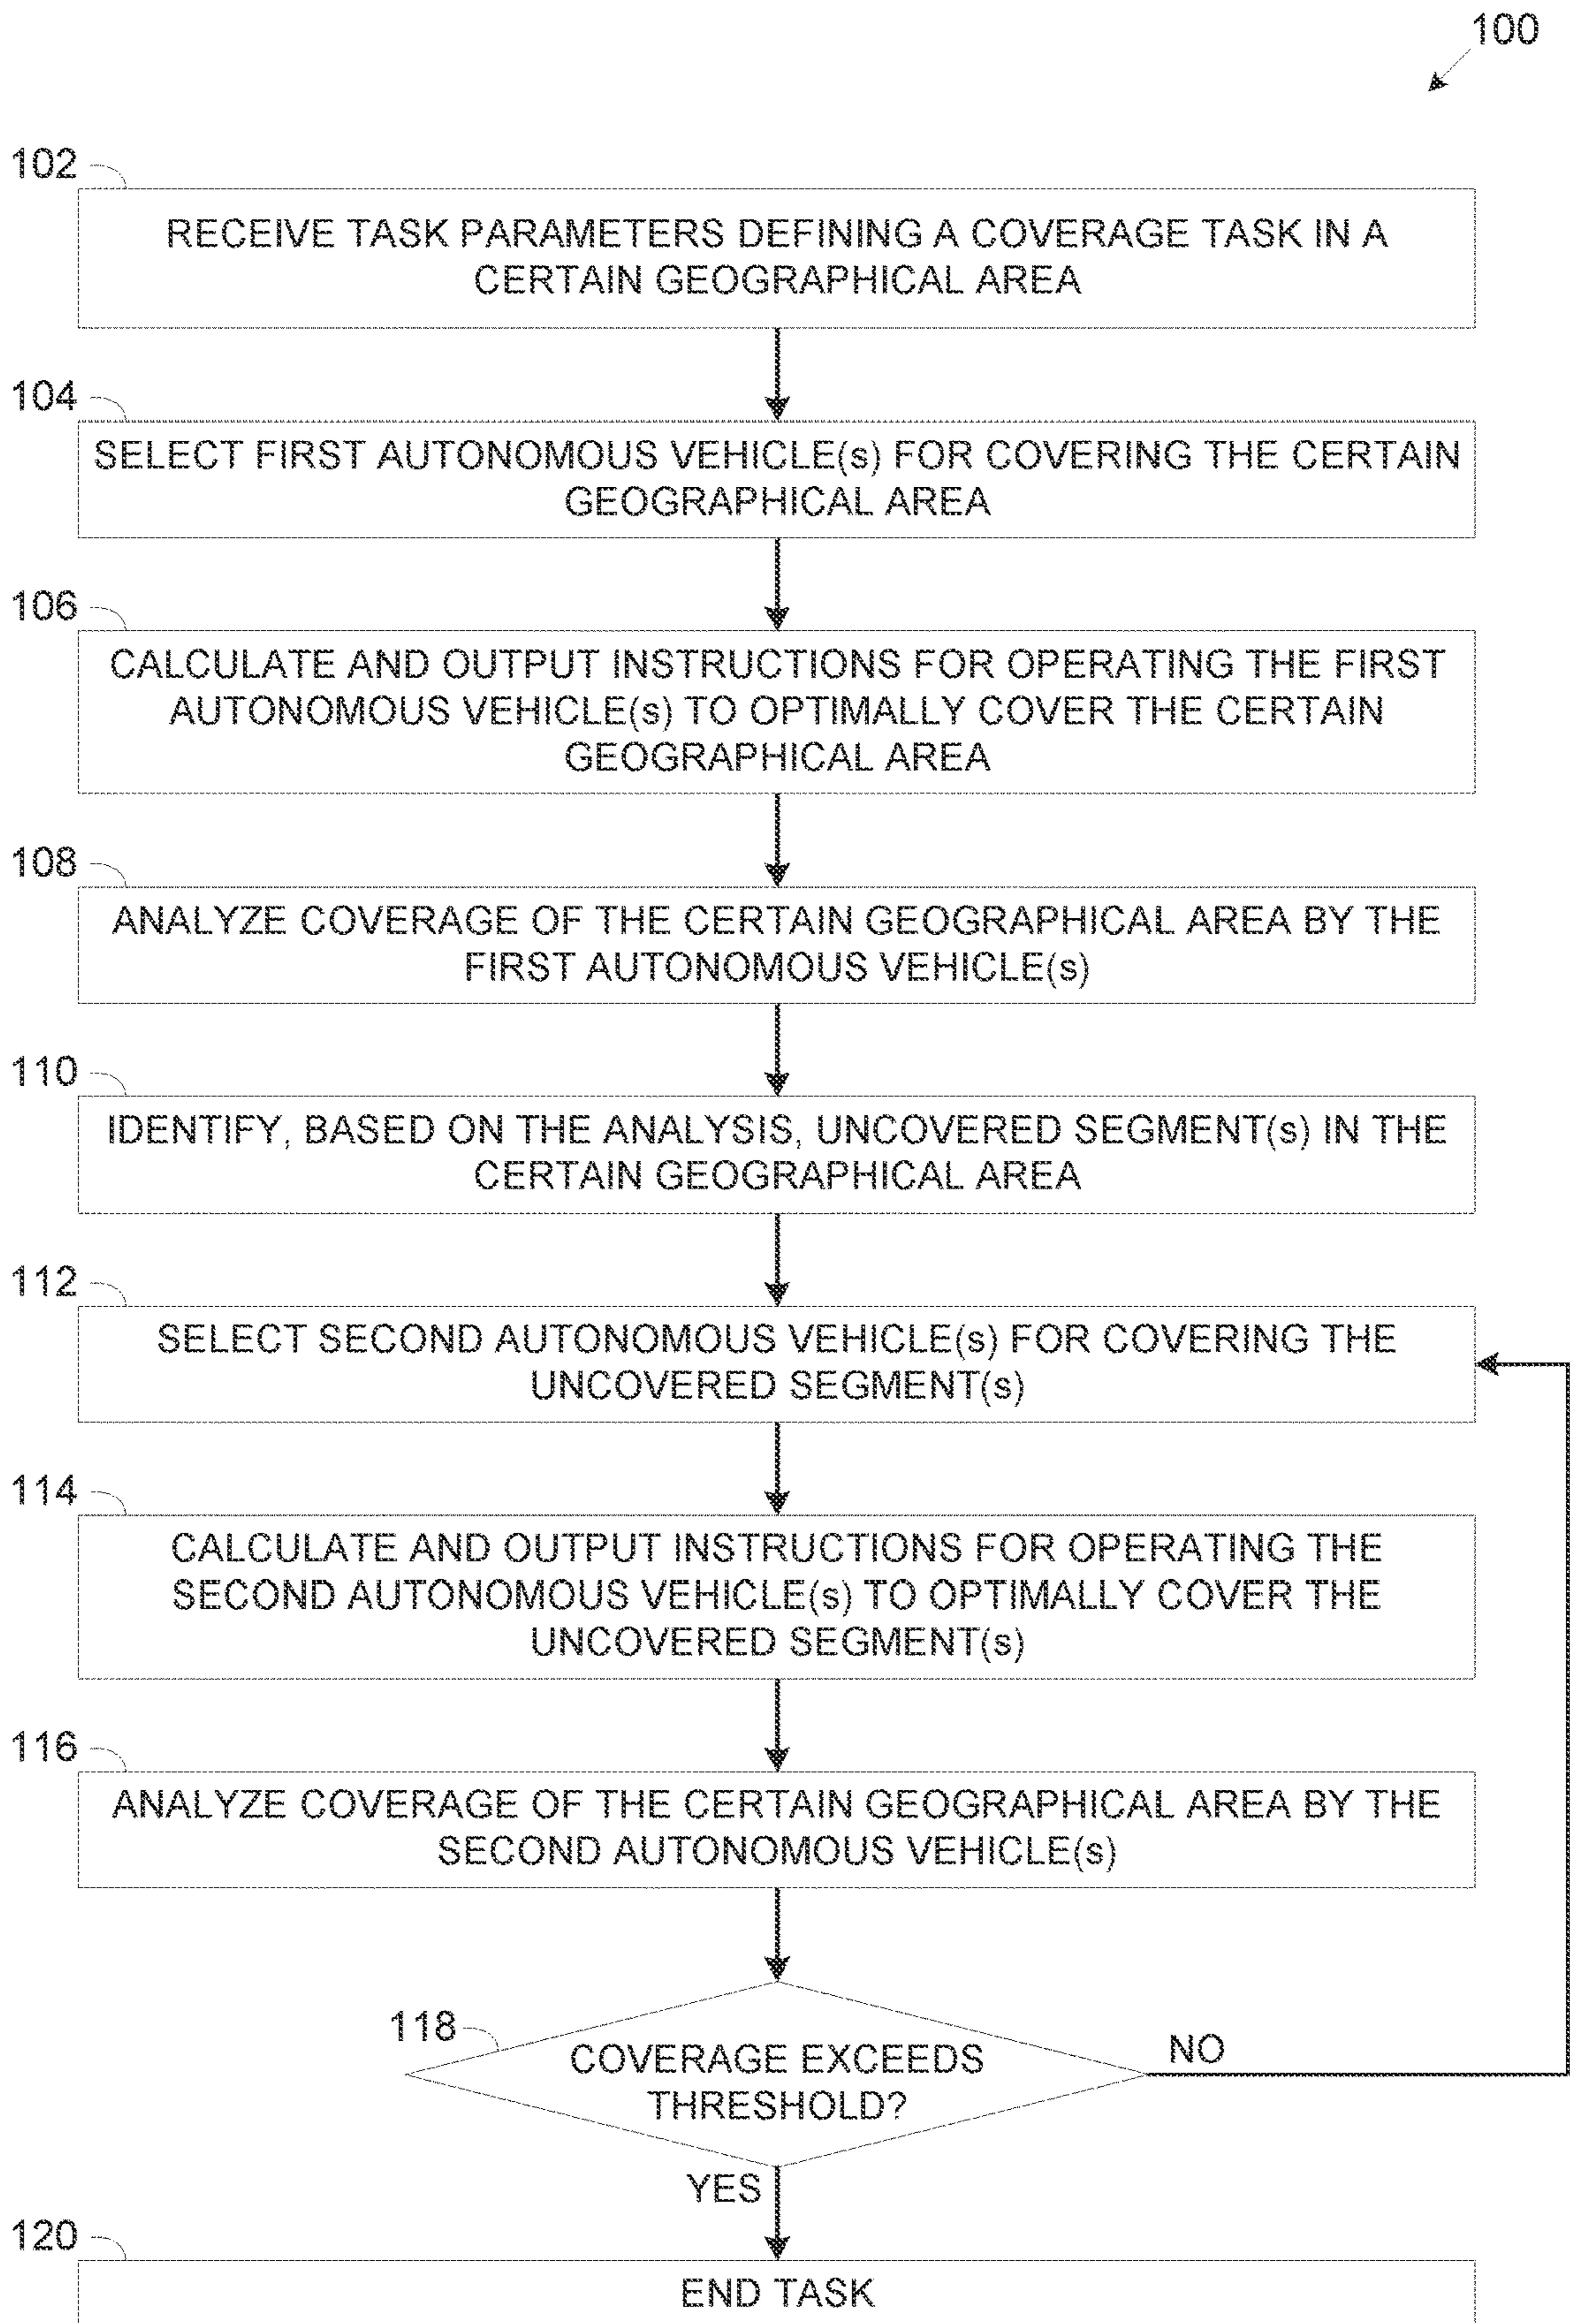 100
102
RECEIVE TASK PARAMETERS DEFINING A COVERAGE TASK IN A
CERTAIN GEOGRAPHICAL AREA
104
SELECT FIRST AUTONOMOUS VEHICLE(s) FOR COVERING THE CERTAIN
GEOGRAPHICAL AREA
106
CALCULATE AND OUTPUT INSTRUCTIONS FOR OPERATING THE FIRST
AUTONOMOUS VEHICLE(s) TO OPTIMALLY COVER THE CERTAIN
GEOGRAPHICAL AREA
108
ANALYZE COVERAGE OF THE CERTAIN GEOGRAPHICAL AREA BY THE
FIRST AUTONOMOUS VEHICLE(s)
110
IDENTIFY, BASED ON THE ANALYSIS, UNCOVERED SEGMENT(s) IN THE
CERTAIN GEOGRAPHICAL AREA
112
SELECT SECOND AUTONOMOUS VEHICLE(s) FOR COVERING THE
UNCOVERED SEGMENT(s)
114
CALCULATE AND OUTPUT INSTRUCTIONS FOR OPERATING THE
SECOND AUTONOMOUS VEHICLE(s) TO OPTIMALLY COVER THE
UNCOVERED SEGMENT(s)
116
ANALYZE COVERAGE OF THE CERTAIN GEOGRAPHICAL AREA BY THE
SECOND AUTONOMOUS VEHICLE(s)
118
COVERAGE EXCEEDS
THRESHOLD?
NO
YES
120
END TASK